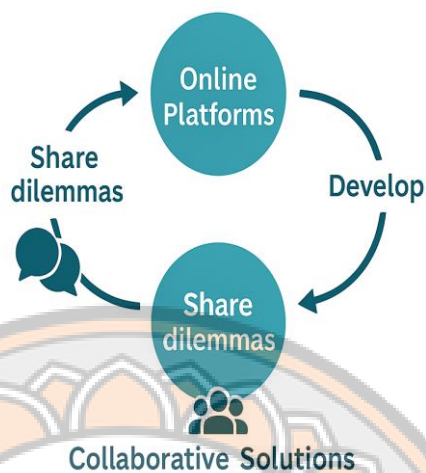 Online
Platforms
Share
dilemmas
Develop
Share
dilemmas
Collaborative Solutions